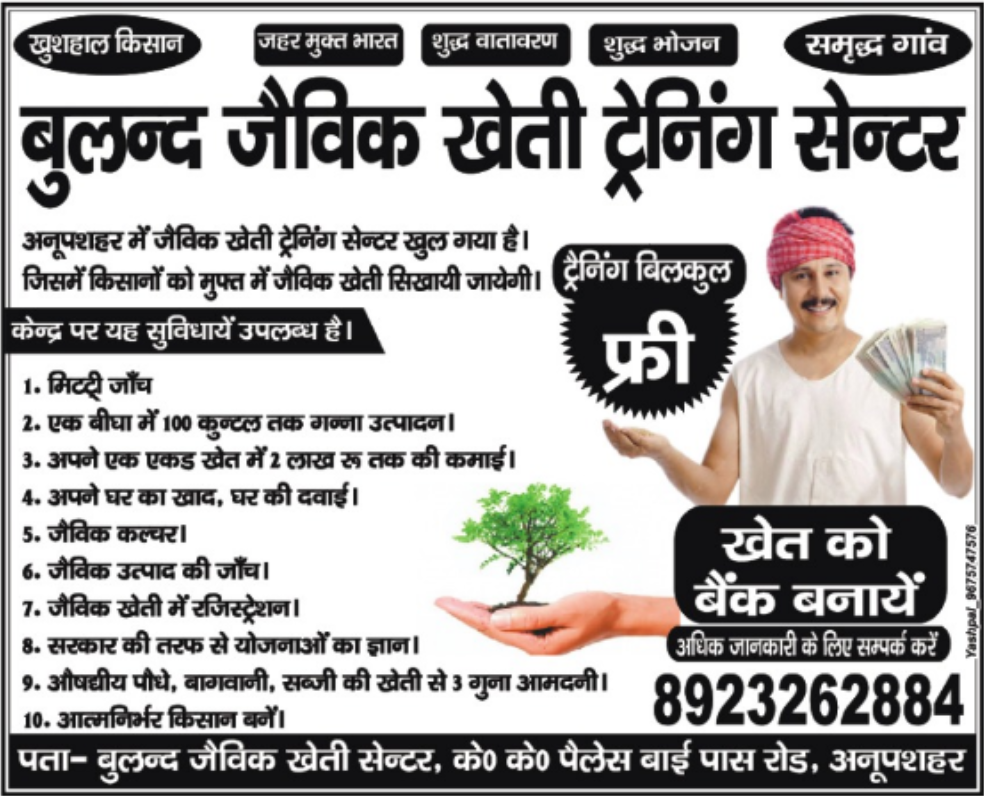 खुशहाल किसान
जहर मुक्त भारत
शुद्ध वातावरण
शुद्ध भोजन
समृद्ध गांव
बुलन्द जैविक खेती ट्रेनिंग सेन्टर
अनूपशहर में जैविक खेती ट्रेनिंग सेन्टर खुल गया है।
जिसमें किसानों को मुफ्त में जैविक खेती सिखायी जायेगी।
ट्रैनिंग बिलकुल
फ्री
केन्द्र पर यह सुविधायें उपलब्ध है।
1. मिटट्री जाँच
2. एक बीघा में 100 कुन्टल तक गन्ना उत्पादन।
3. अपने एक एकड खेत में 2 लाख रू तक की कमाई।
4. अपने घर का खाद, घर की दवाई।
5. जैविक कल्चर।
6. जैविक उत्पाद की जाँच।
7. जैविक खेती में रजिस्ट्रेशन।
8. सरकार की तरफ से योजनाओं का ज्ञान।
9. औषद्यीय पौधे, बागवानी, सब्जी की खेती से 3 गुना आमदनी।
10. आत्मनिर्भर किसान बनें।
खेत को
बैंक बनायें
अधिक जानकारी के लिए सम्पर्क करें
8923262884
Yashpal_9675747576
पता- बुलन्द जैविक खेती सेन्टर, के0 के0 पैलेस बाई पास रोड, अनूपशहर